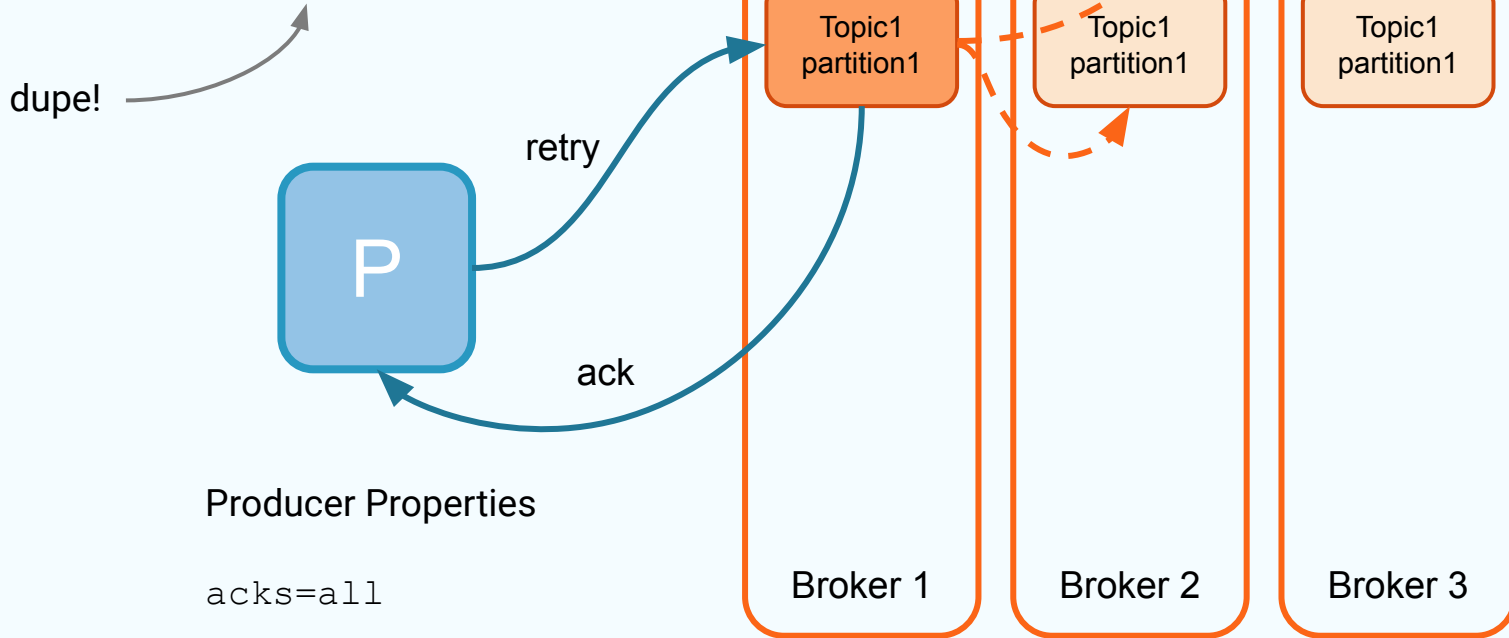 Topic1
partition1
Topic1
partition1
Topic1
partition1
dupe!
retry
P
ack
Producer Properties
acks=all
Broker 1
Broker 2
Broker 3